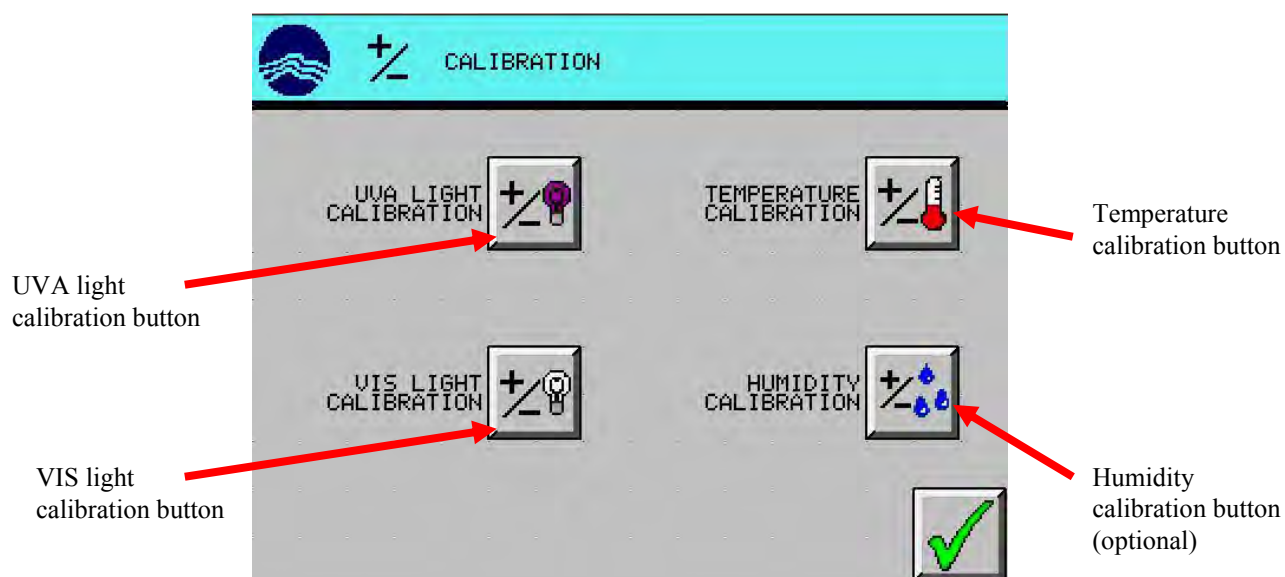 CALIBRATION
UVA LIGHT
CALIBRATION
TEMPERATURE
CALIBRATION
Temperature
calibration button
UVA light
calibration button
VIS LIGHT
CALIBRATION
HUMIDITY
CALIBRATION
VIS light
calibration button
Humidity
calibration button
(optional)